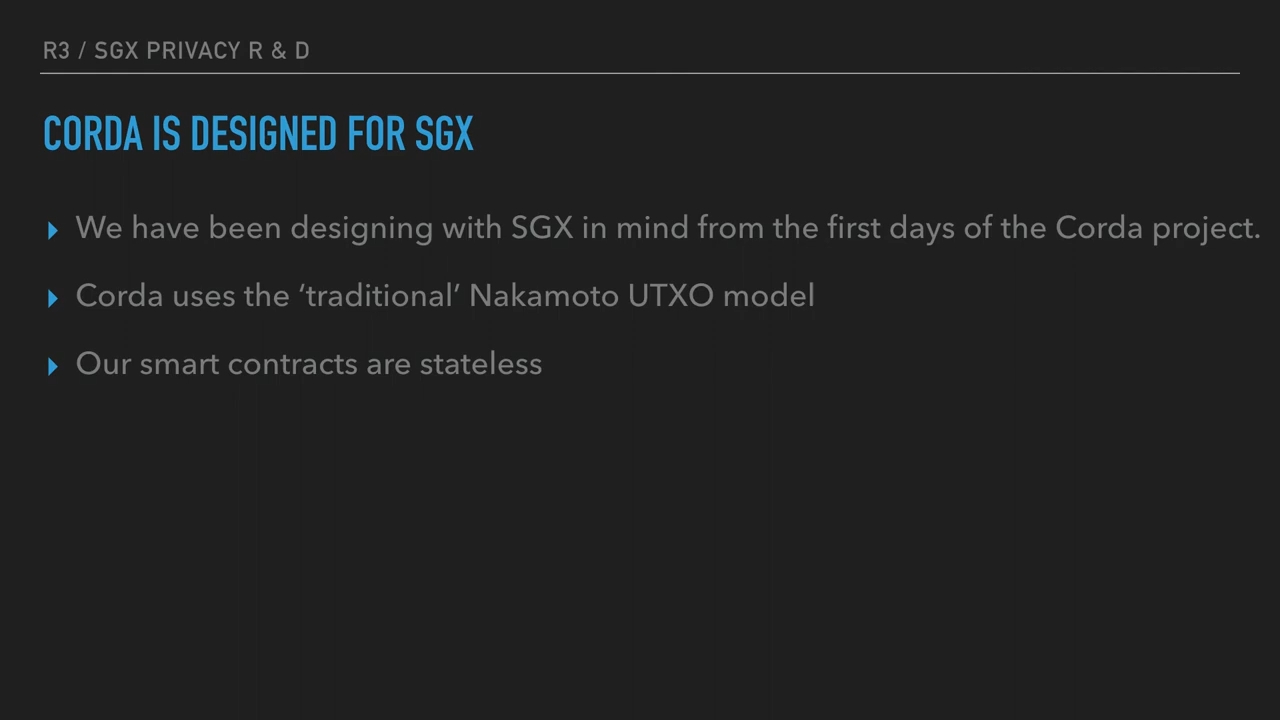 R3 / SGX PRIVACY R & D
CORDA IS DESIGNED FOR SGX
▸ We have been designing with SGX in mind from the first days of the Corda project.
▸ Corda uses the ‘traditional’ Nakamoto UTXO model
▸ Our smart contracts are stateless